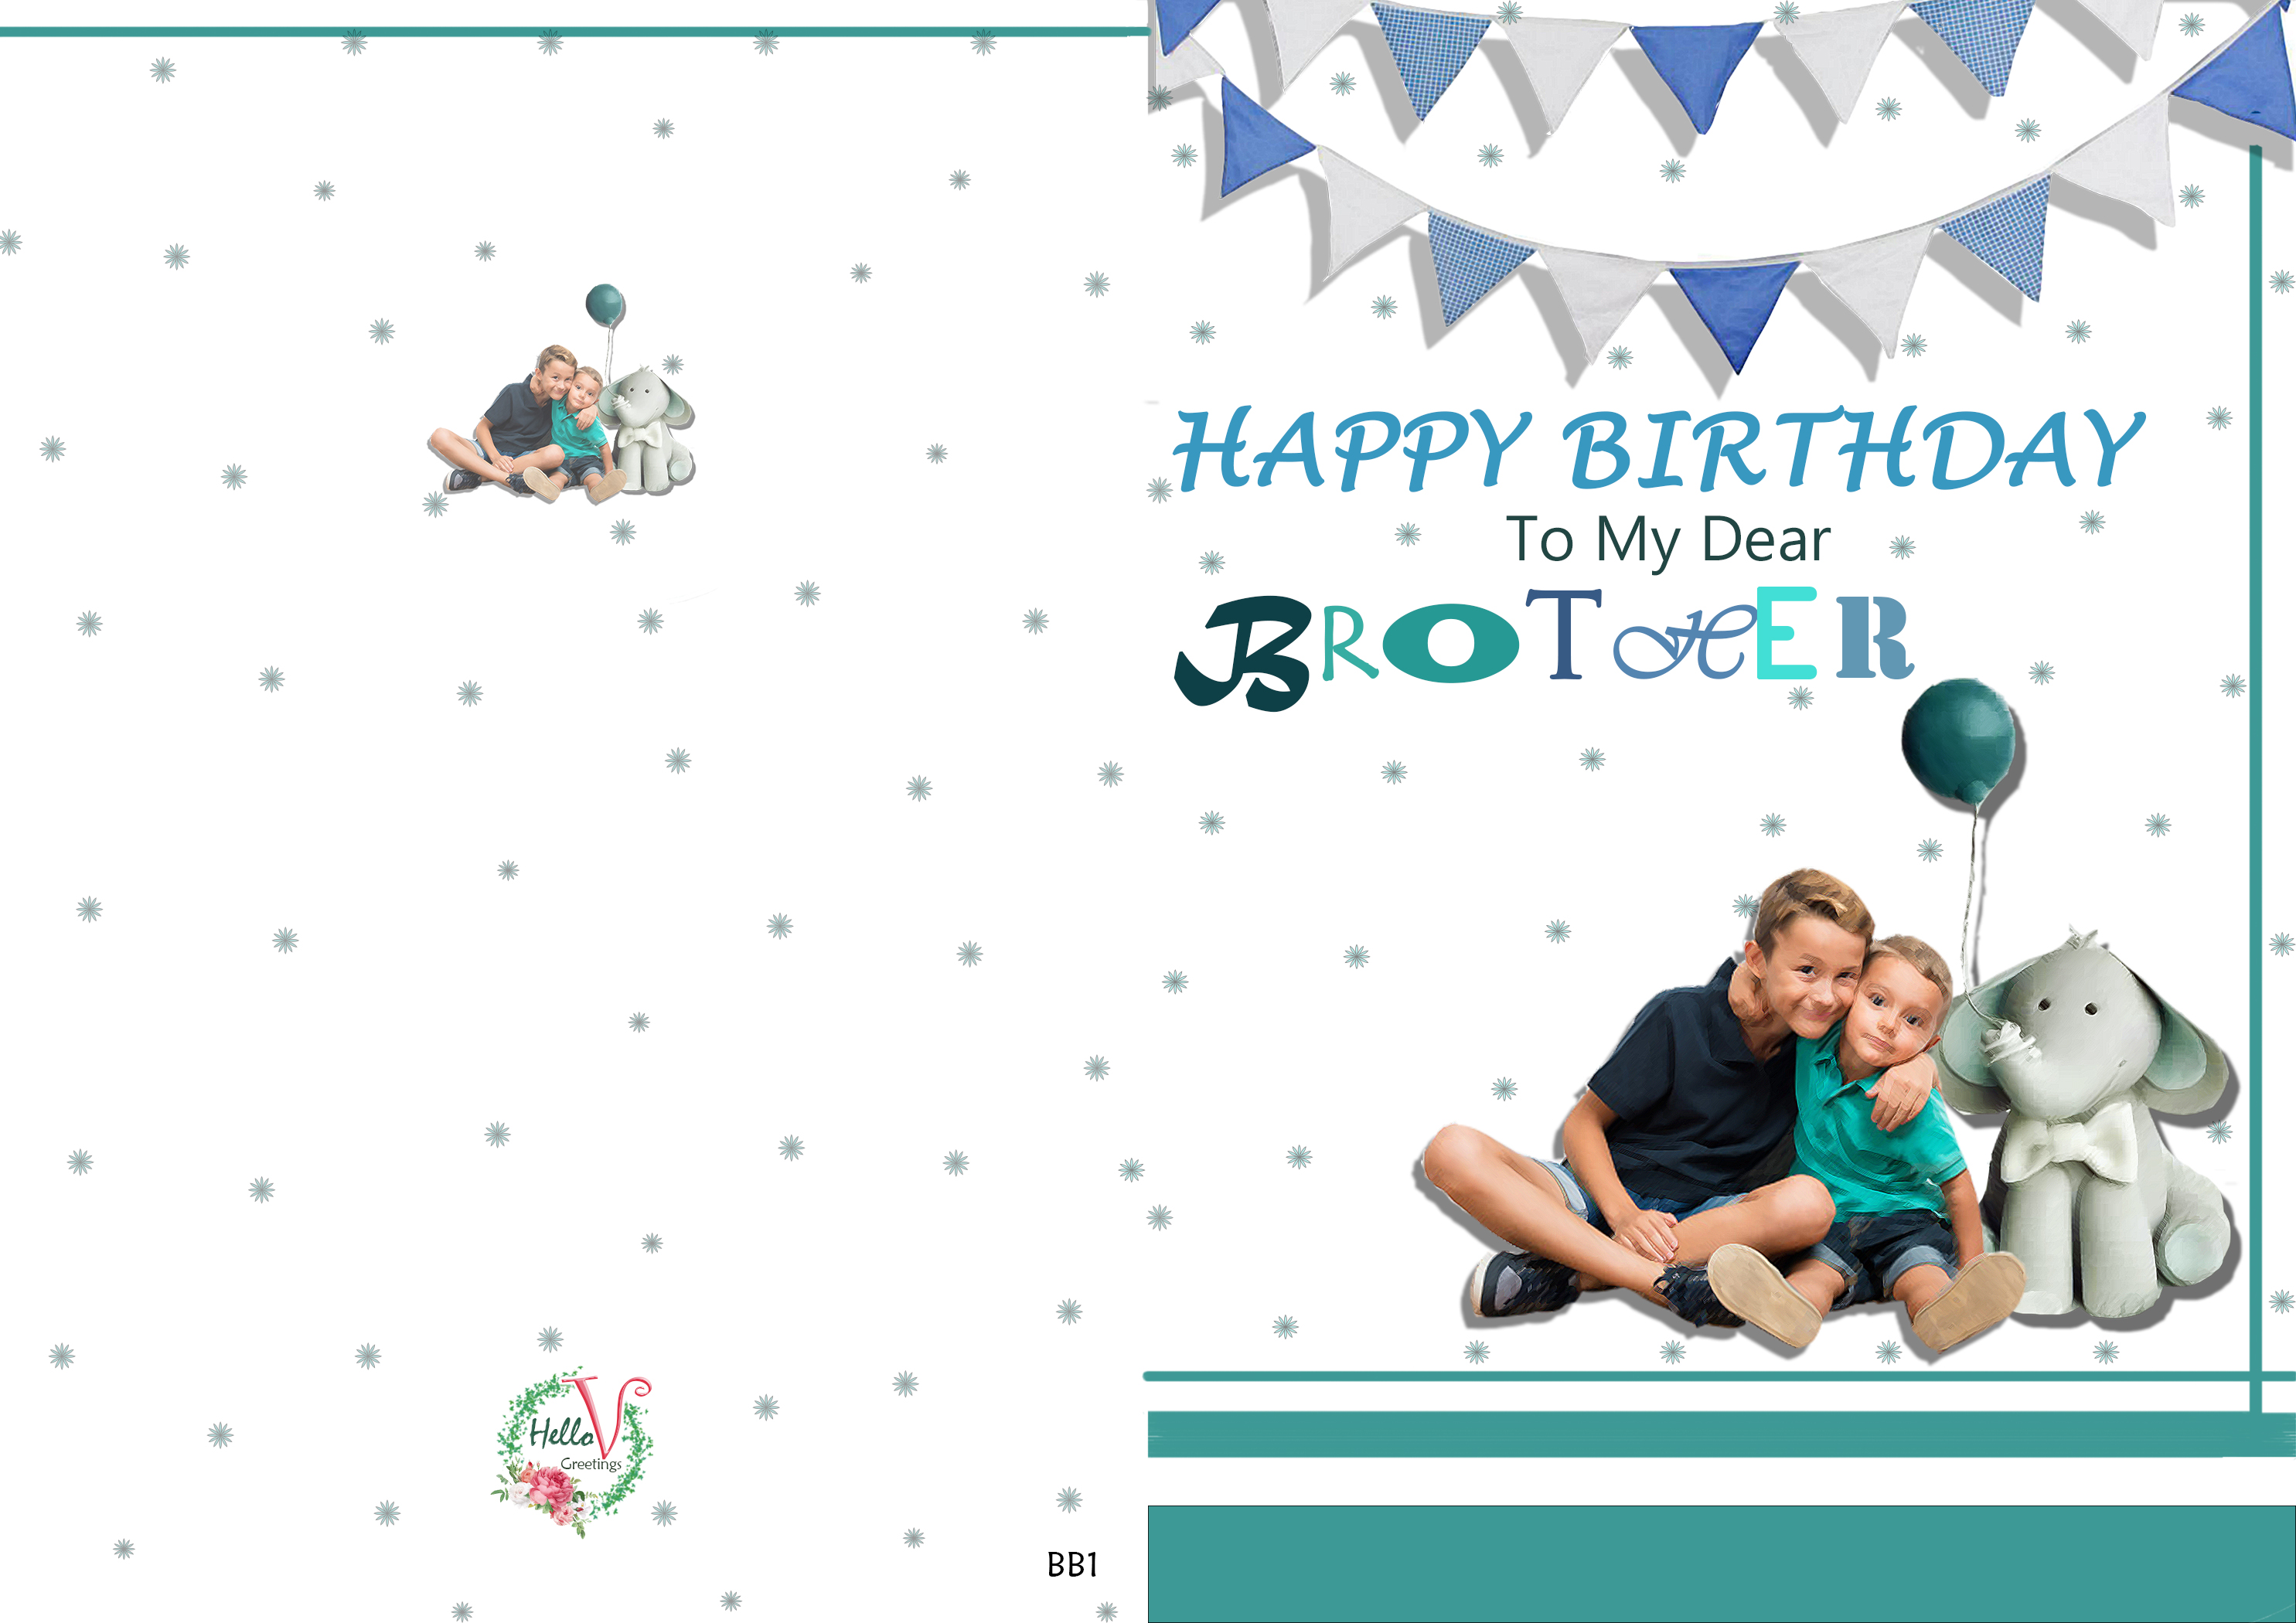 HAPPY BIRTHDAY
To My Dear
BROTHER
Hello V
Greetings
BB1